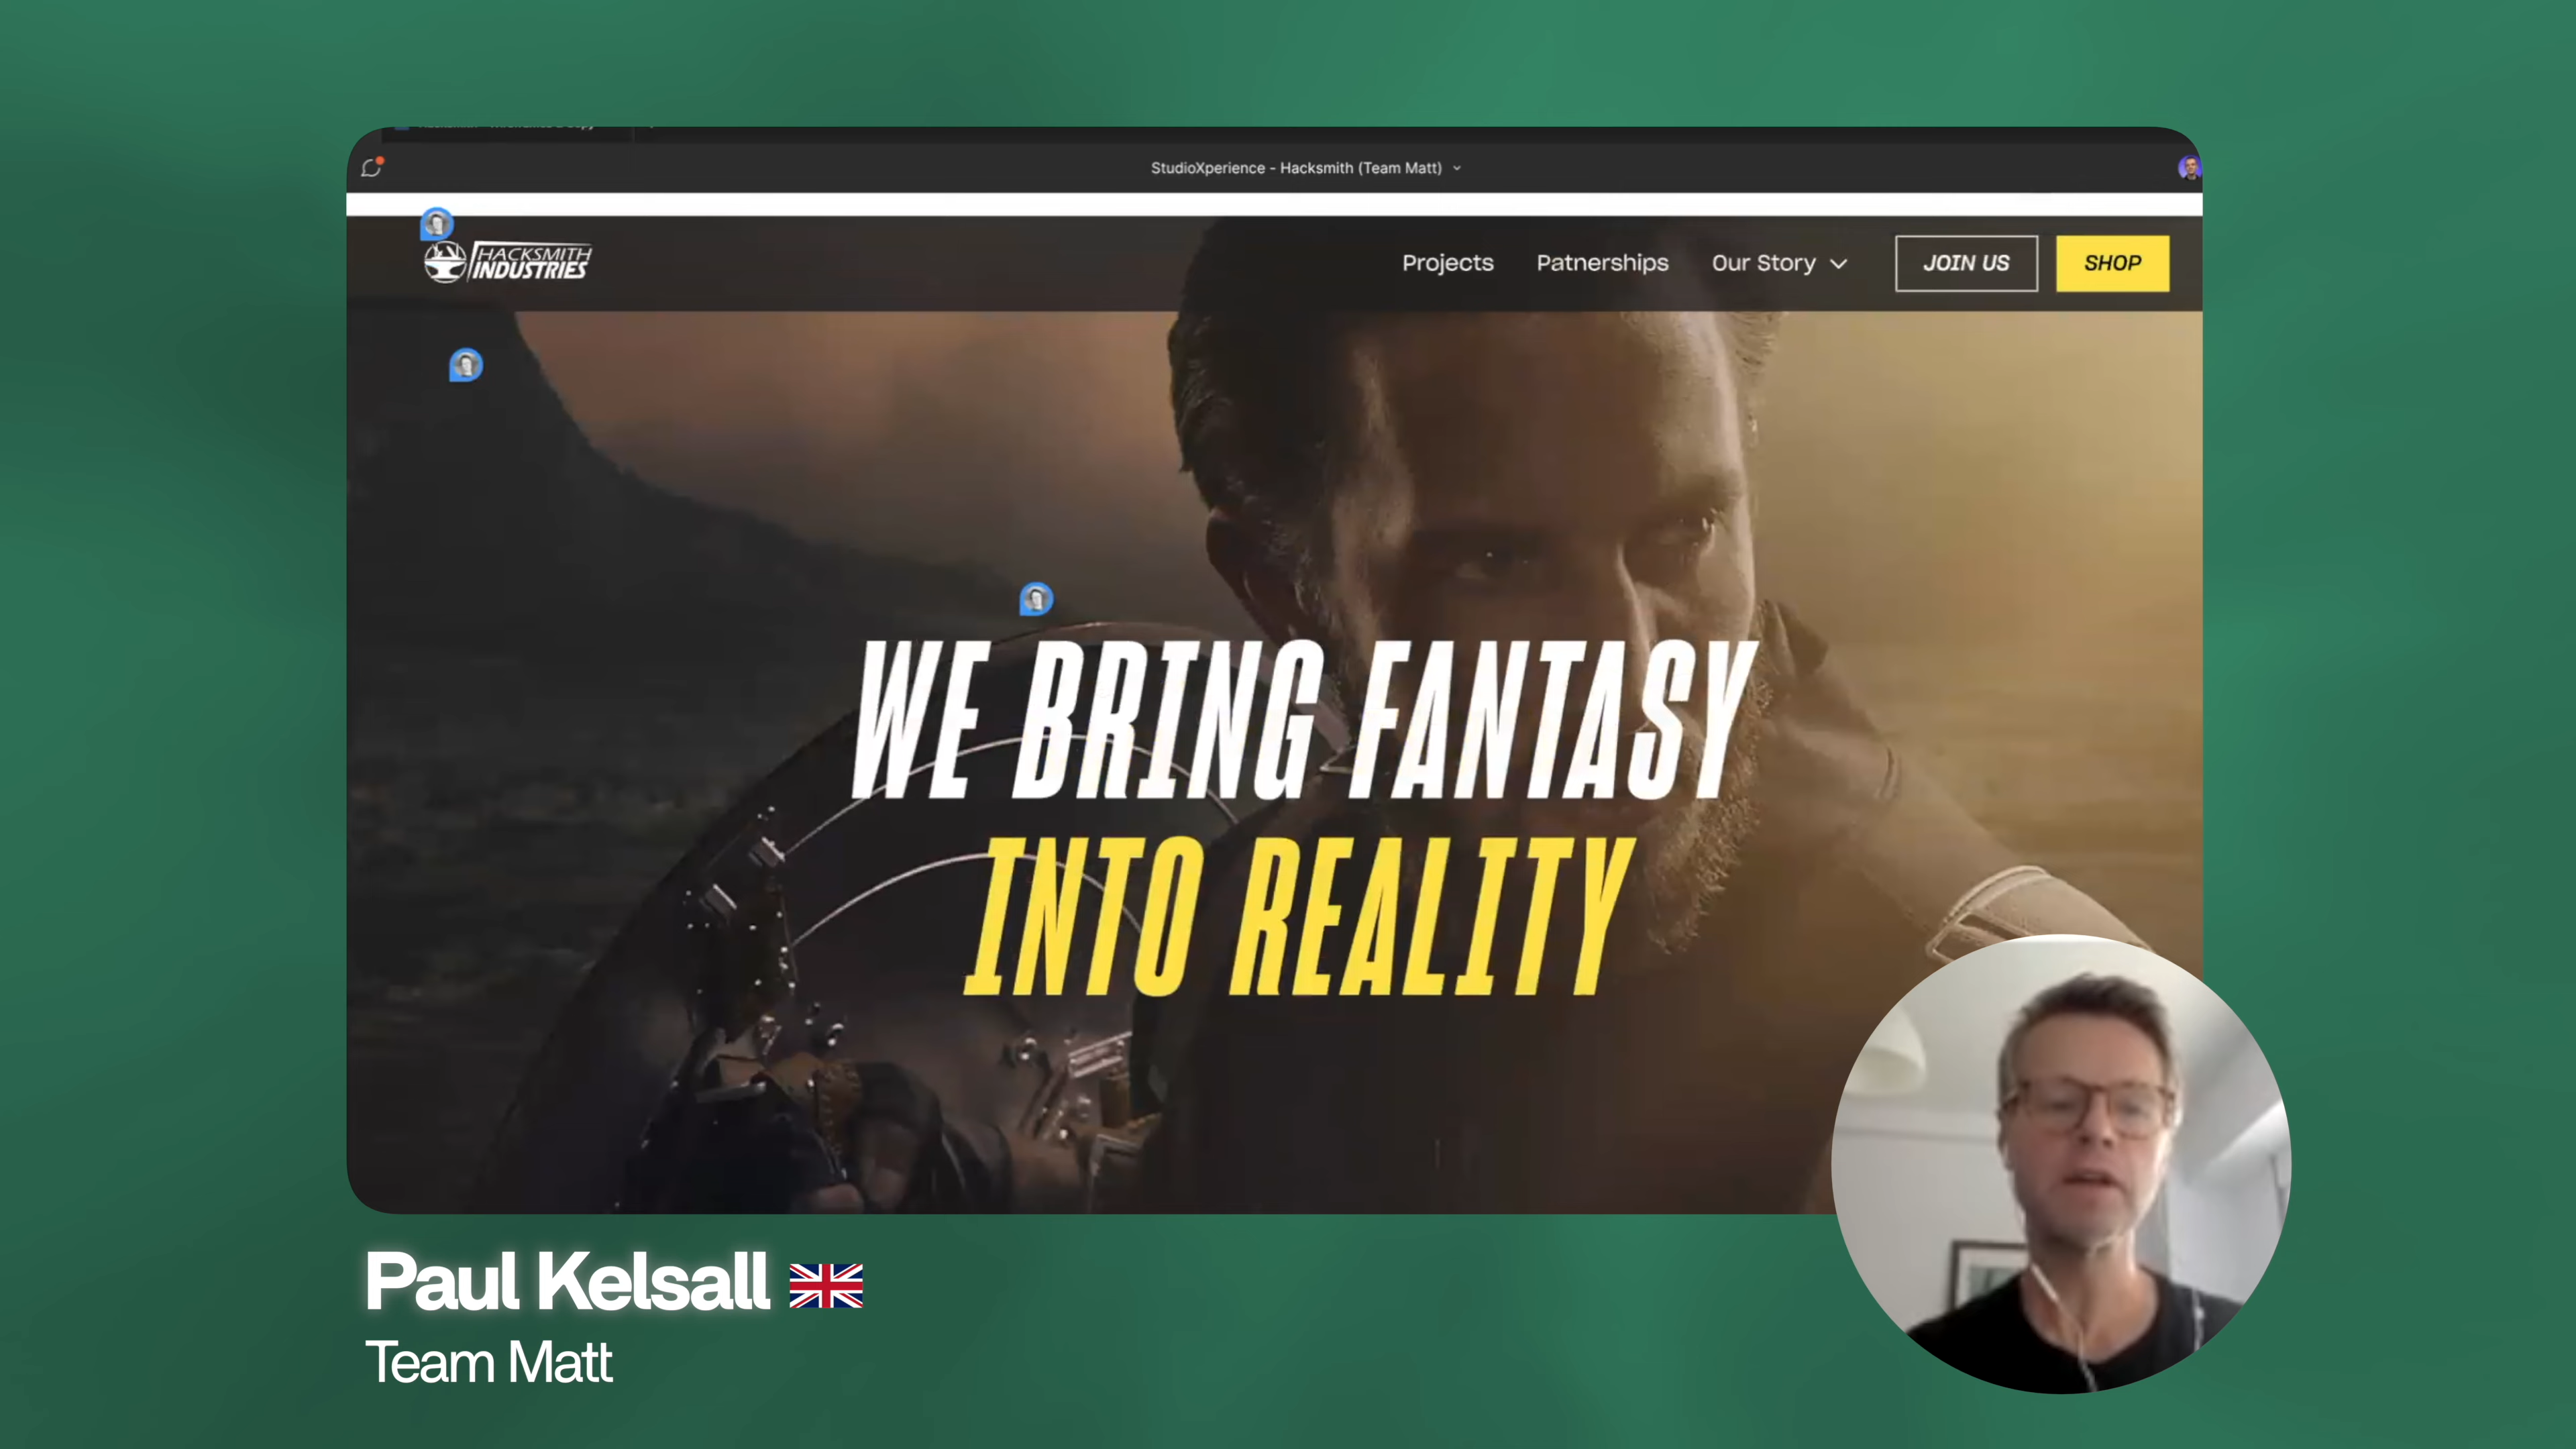 StudioXperience - Hacksmith (Team Matt)
HACKSMITH
INDUSTRIES
Projects
Patnerships
Our Story
JOIN US
SHOP
WE BRING FANTASY
INTO REALITY
Paul Kelsall
Team Matt